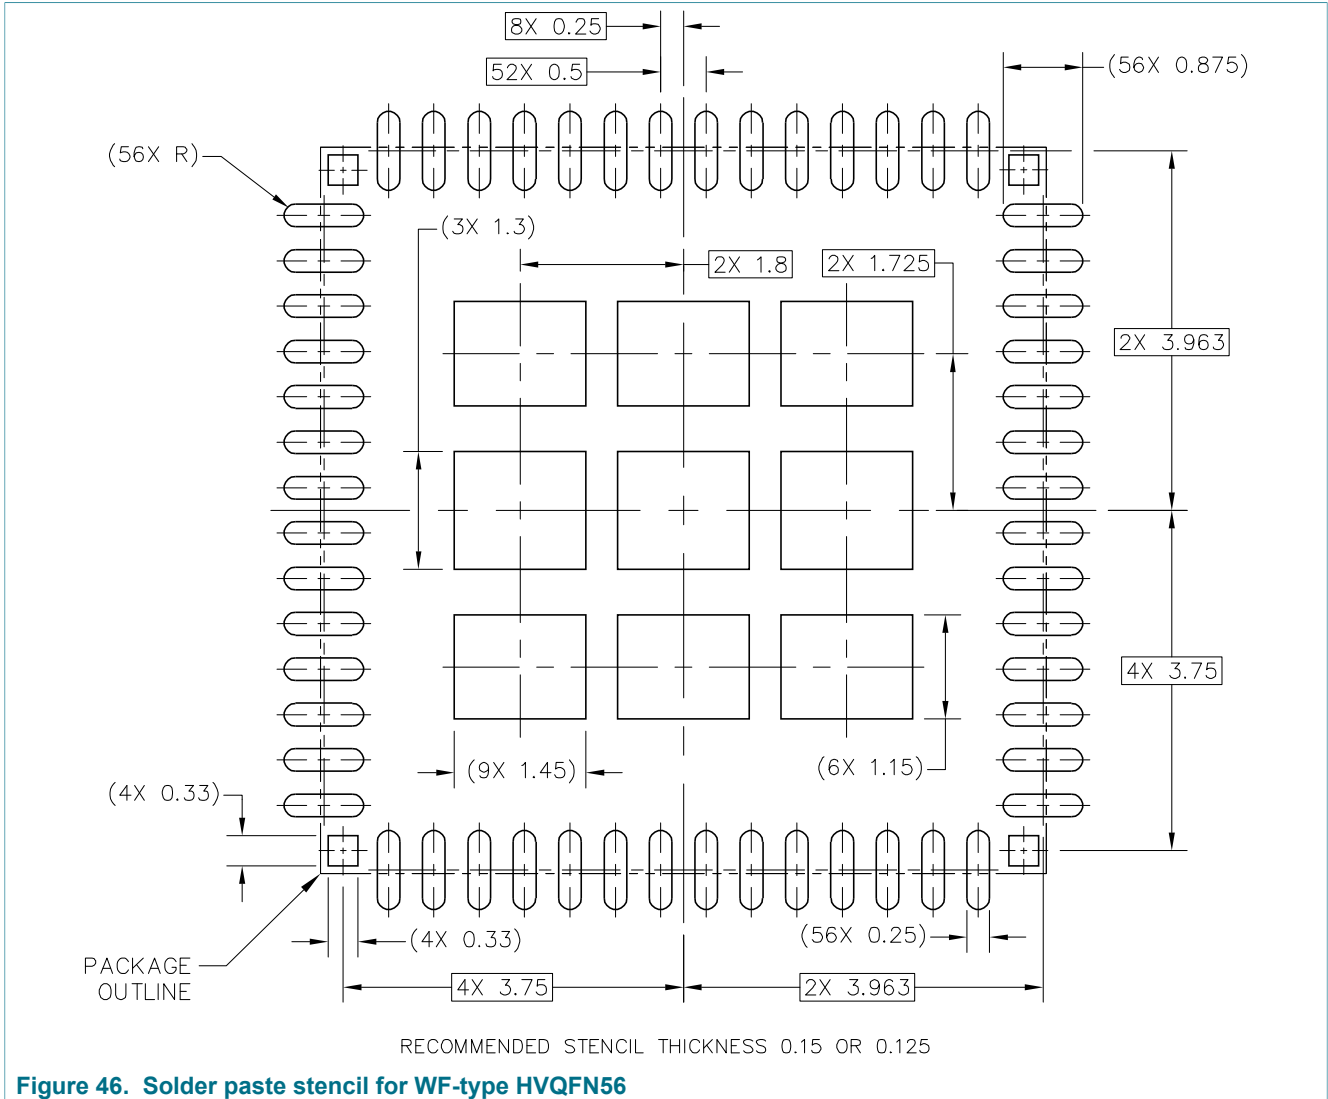 8X 0.25
52X 0.5
(56X 0.875)
(56X R)
(3X 1.3)
2X 1.8
2X 1.725
2X 3.963
4X 3.75
(9X 1.45)
(6X 1.15)
(4X 0.33)
(4X 0.33)
(56X 0.25)
PACKAGE
OUTLINE
4X 3.75
2X 3.963
RECOMMENDED STENCIL THICKNESS 0.15 OR 0.125
Figure 46. Solder paste stencil for WF-type HVQFN56